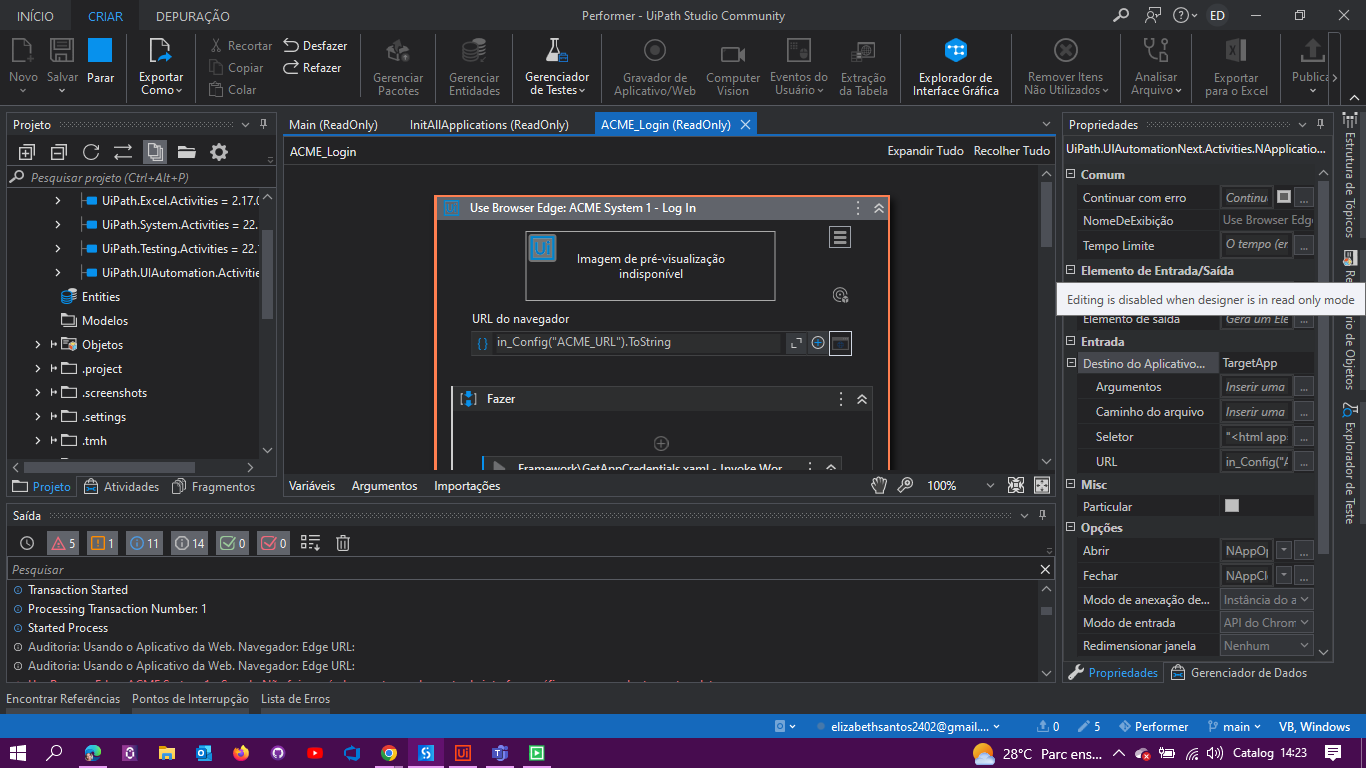 INÍCIO CRIAR DEPURAÇÃO Performer - UiPath Studio Community ED
Novo Salvar Parar Exportar Como Recortar Copiar Colar Desfazer Refazer
Gerenciar Pacotes Gerenciar Entidades Gerenciador de Testes
Gravador de Aplicativo/Web Computer Vision Eventos do Usuário Extração da Tabela
Explorador de Interface Gráfica Remover Itens Não Utilizados Analisar Arquivo Exportar para o Excel Public
Projeto
Pesquisar projeto (Ctrl+Alt+P)
UiPath.Excel.Activities = 2.17.0
UiPath.System.Activities = 22.
UiPath.Testing.Activities = 22.
UiPath.UIAutomation.Activitie
Entities
Modelos
Objetos
.project
.screenshots
.settings
.tmh
Projeto Atividades Fragmentos
Main (ReadOnly) InitAllApplications (ReadOnly) ACME_Login (ReadOnly)
ACME_Login Expandir Tudo Recolher Tudo
Use Browser Edge: ACME System 1 - Log In
Ui
Imagem de pré-visualização
indisponível
URL do navegador
{} in_Config("ACME_URL").ToString
Fazer
Framework\GetAppCredentials.xaml - Invoke Wor
Variáveis Argumentos Importações 100%
Propriedades
UiPath.UIAutomationNext.Activities.NApplicatio...
Comum
Continuar com erro Continu ...
NomeDeExibição Use Browser Edg
Tempo Limite O tempo (er ...
Elemento de Entrada/Saída
Editing is disabled when designer is in read only mode
Elemento de saída Gera um Ele
Entrada
Destino do Aplicativo... TargetApp
Argumentos Inserir uma ...
Caminho do arquivo Inserir uma ...
Seletor "<html app: ...
URL in_Config("A ...
Misc
Particular
Opções
Abrir NAppO ...
Fechar NAppCl ...
Modo de anexação de... Instância do a
Modo de entrada API do Chrom
Redimensionar janela Nenhum
Propriedades Gerenciador de Dados
Estrutura de Tópicos
Re
ório de Objetos
Explorador de Teste
Saída
5 1 11 14 0 0
Pesquisar
Transaction Started
Processing Transaction Number: 1
Started Process
Auditoria: Usando o Aplicativo da Web. Navegador: Edge URL:
Auditoria: Usando o Aplicativo da Web. Navegador: Edge URL:
Encontrar Referências Pontos de Interrupção Lista de Erros
elizabethsantos2402@gmail.... 0 5 Performer main VB, Windows
28°C Parc ens... Catalog 14:23